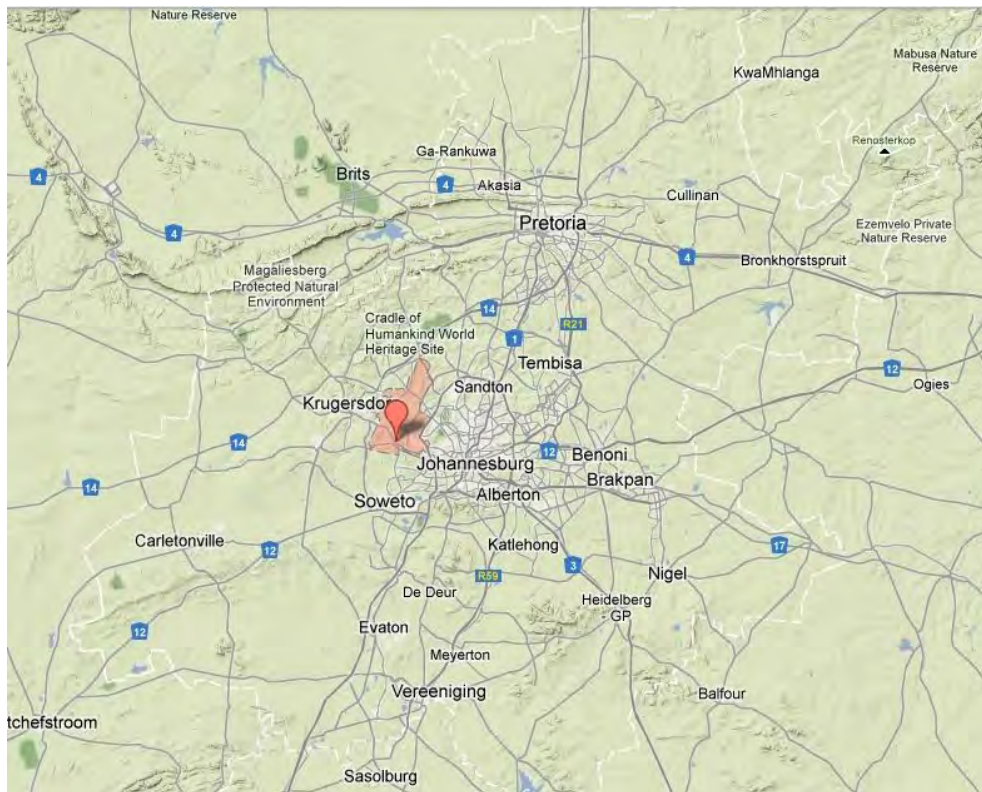 Nature Reserve
Mabusa Nature
Reserve
KwaMhlanga
Renosterkop
Ga-Rankuwa
Brits
4
4
Akasia
Cullinan
4
Pretoria
Ezemvelo Private
Nature Reserve
4
Bronkhorstspruit
Magaliesberg
Protected Natural
Environment
14
Cradle of
Humankind World
Heritage Site
R21
1
Tembisa
12
Sandton
Ogies
Krugersdo
14
12
Benoni
Johannesburg
14
Brakpan
Soweto
Alberton
Carletonville
12
Katlehong
17
3
R59
Nigel
De Deur
Heidelberg
- GP
12
Evaton
Meyerton
Vereeniging
Balfour
tchefstroom
Sasolburg